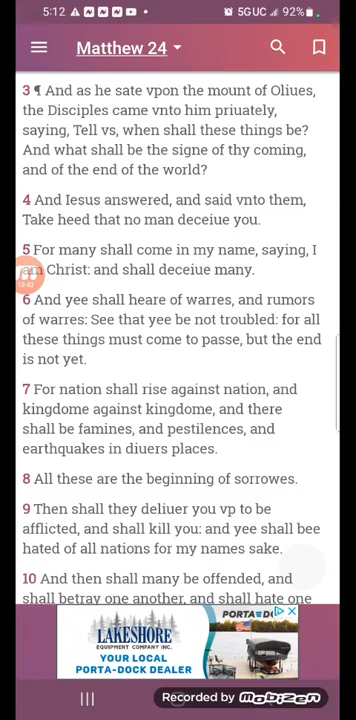 5:12 5GUC 92%
Matthew 24
3 ¶ And as he sate vpon the mount of Oliues,
the Disciples came vnto him priuately,
saying, Tell vs, when shall these things be?
And what shall be the signe of thy coming,
and of the end of the world?
4 And Iesus answered, and said vnto them,
Take heed that no man deceiue you.
5 For many shall come in my name, saying, I
am Christ: and shall deceiue many.
19:42
6 And yee shall heare of warres, and rumors
of warres: See that yee be not troubled: for all
these things must come to passe, but the end
is not yet.
7 For nation shall rise against nation, and
kingdome against kingdome, and there
shall be famines, and pestilences, and
earthquakes in diuers places.
8 All these are the beginning of sorrowes.
9 Then shall they deliuer you vp to be
afflicted, and shall kill you: and yee shall bee
hated of all nations for my names sake.
10 And then shall many be offended, and
shall betray one another, and shall hate one
LAKESHORE
EQUIPMENT COMPANY INC.
YOUR LOCAL
PORTA-DOCK DEALER
Recorded by mobizen